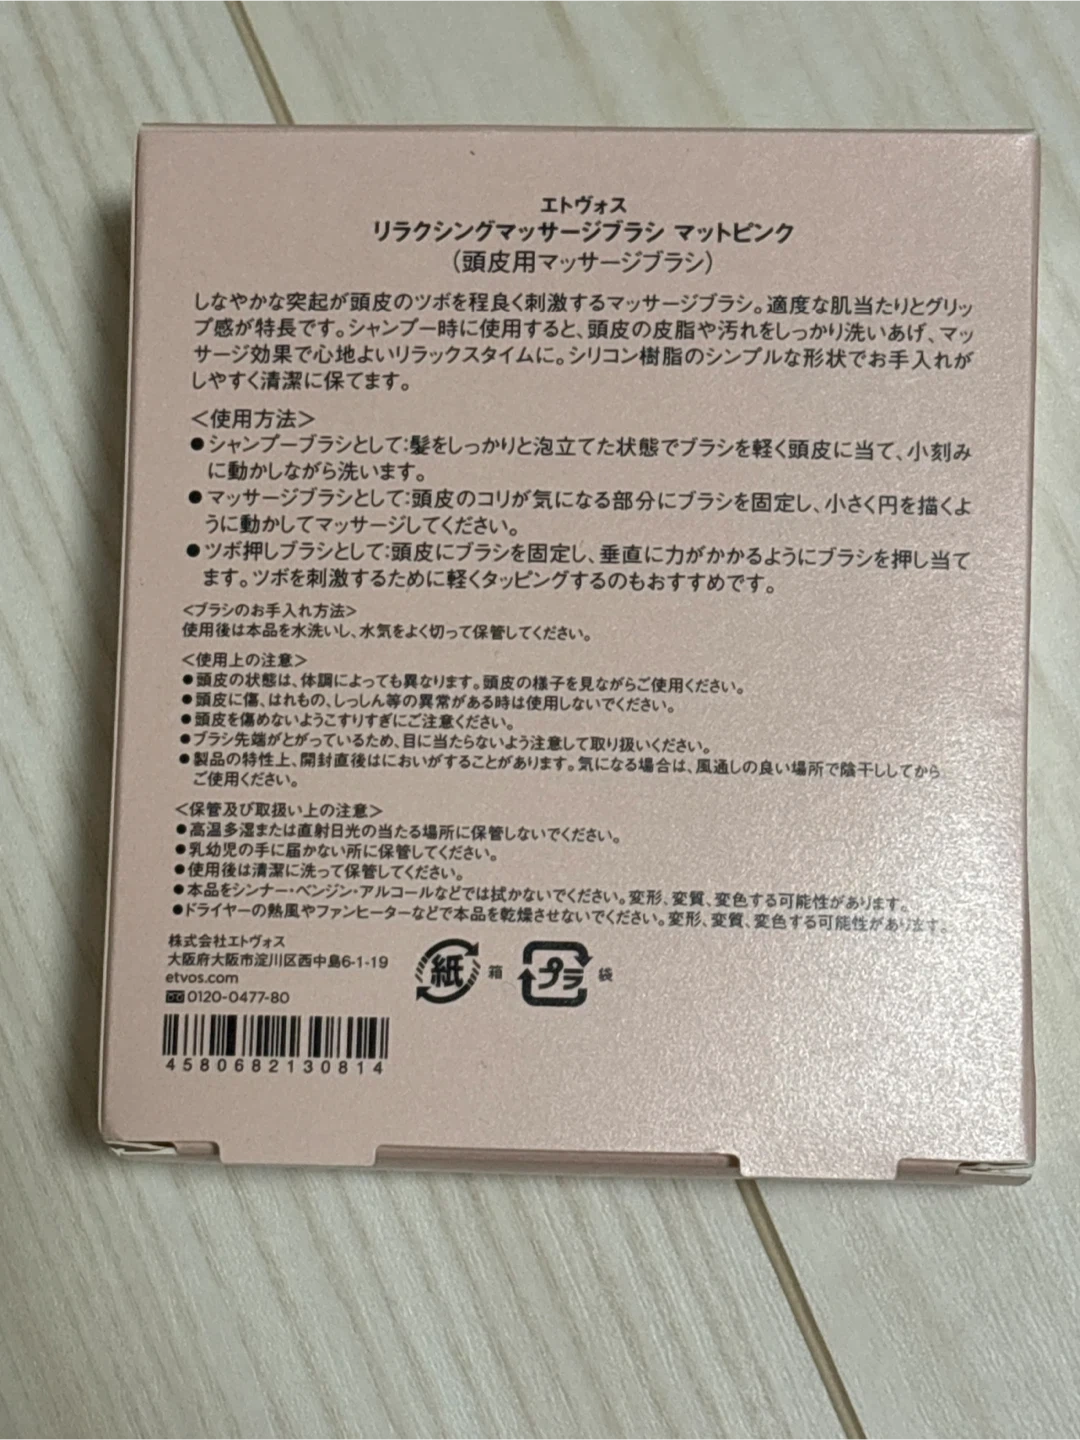 エトヴォス
リラクシングマッサージブラシ マットピンク
(頭皮用マッサージブラシ)
しなやかな突起が頭皮のツボを程良く刺激するマッサージブラシ。適度な肌当たりとグリッ
プ感が特長です。シャンプー時に使用すると、頭皮の皮脂や汚れをしっかり洗いあげ、マッ
サージ効果で心地よいリラックスタイムに。シリコン樹脂のシンプルな形状でお手入れが
しやすく清潔に保てます。
＜使用方法＞
●シャンプーブラシとして:髪をしっかりと泡立てた状態でブラシを軽く頭皮に当て、小刻み
に動かしながら洗います。
●マッサージブラシとして:頭皮のコリが気になる部分にブラシを固定し、小さく円を描くよ
うに動かしてマッサージしてください。
●ツボ押しブラシとして:頭皮にブラシを固定し、垂直に力がかかるようにブラシを押し当て
ます。ツボを刺激するために軽くタッピングするのもおすすめです。
＜ブラシのお手入れ方法＞
使用後は本品を水洗いし、水気をよく切って保管してください。
＜使用上の注意＞
●頭皮の状態は、体調によっても異なります。頭皮の様子を見ながらご使用ください。
●頭皮に傷、はれもの、しっしん等の異常がある時は使用しないでください。
●頭皮を傷めないようこすりすぎにご注意ください。
●ブラシ先端がとがっているため、目に当たらないよう注意して取り扱いください。
●製品の特性上、開封直後はにおいがすることがあります。気になる場合は、風通しの良い場所で陰干ししてから
ご使用ください。
＜保管及び取扱い上の注意＞
●高温多湿または直射日光の当たる場所に保管しないでください。
●乳幼児の手に届かない所に保管してください。
●使用後は清潔に洗って保管してください。
●本品をシンナー・ベンジン・アルコールなどでは拭かないでください。変形、変質、変色する可能性があります。
●ドライヤーの熱風やファンヒーターなどで本品を乾燥させないでください。変形、変質、変色する可能性があります。
株式会社エトヴォス
大阪府大阪市淀川区西中島6-1-19
etvos.com
0120-0477-80
紙 箱 プラ 袋
4580682130814